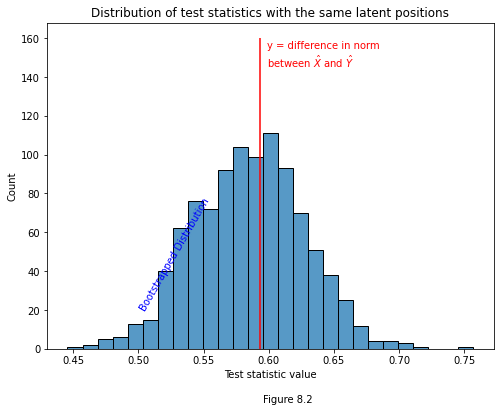 Distribution of test statistics with the same latent positions
160
140
120
100
80
60
40
20
0
Count
y = difference in norm
between X̂ and Ŷ
Bootstrapped Distribution
0.45 0.50 0.55 0.60 0.65 0.70 0.75
Test statistic value
Figure 8.2